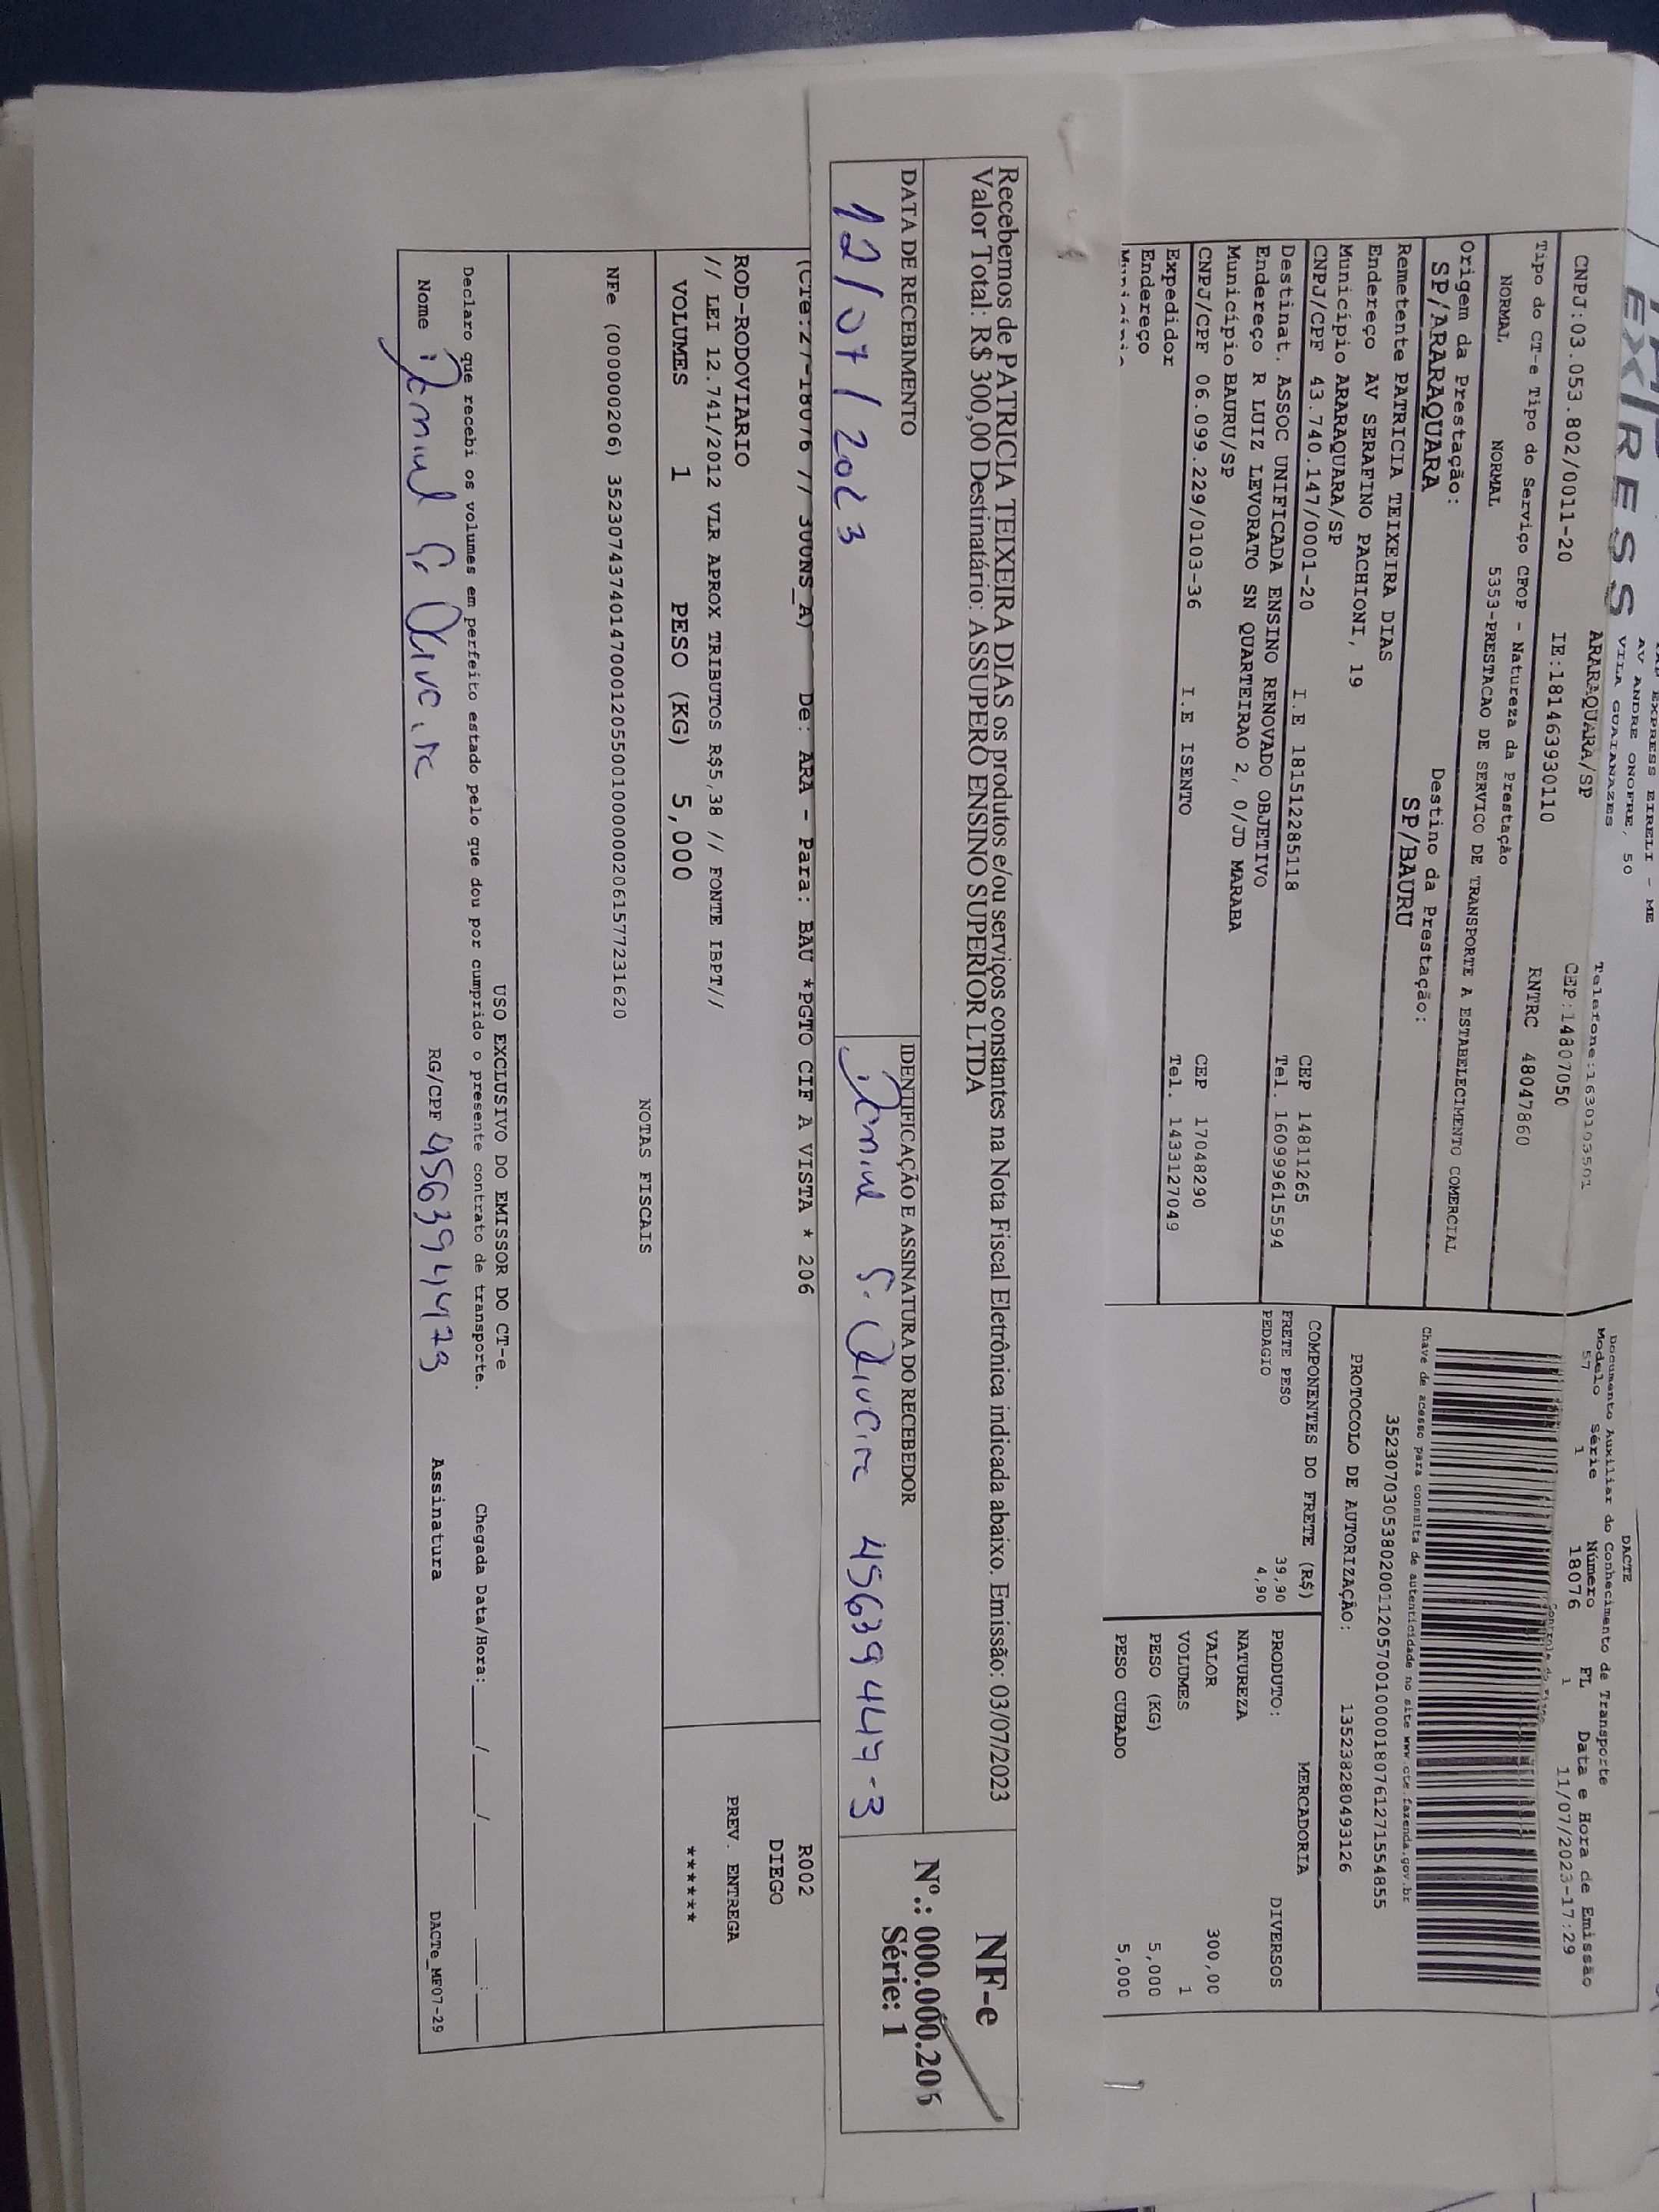 EXPRESS EIRELI - ME
AV ANDRE ONOFRE, 50
VILA GUAIANAZES
EXPRESS
ARARAQUARA/SP
CNPJ:03.053.802/0011-20 IE:181463930110 CEP:14807050
Tipo do CT-e Tipo do Serviço CFOP - Natureza da Prestação RNTRC 48047860
NORMAL NORMAL 5353-PRESTACAO DE SERVICO DE TRANSPORTE A ESTABELECIMENTO COMERCIAL
Origem da Prestação: Destino da Prestação:
SP/ARARAQUARA SP/BAURU
Remetente PATRICIA TEIXEIRA DIAS
Endereço AV SERAFINO PACHIONI, 19
Município ARARAQUARA/SP CEP 14811265
CNPJ/CPF 43.740.147/0001-20 I.E 181512285118 Tel. 160999615594
Destinat. ASSOC UNIFICADA ENSINO RENOVADO OBJETIVO
Endereço R LUIZ LEVORATO SN QUARTEIRAO 2, 0/JD MARABA
Município BAURU/SP CEP 17048290
CNPJ/CPF 06.099.229/0103-36 I.E ISENTO Tel. 1433127049
Expedidor
Endereço
DACTE
Documento Auxiliar do Conhecimento de Transporte
Modelo Série Número FL Data e Hora de Emissão
57 1 18076 1 11/07/2023-17:29
Chave de acesso para consulta de autenticidade no site www.cte.fazenda.gov.br
35230703053802001120570010000180761271554855
PROTOCOLO DE AUTORIZAÇÃO: 135238280493126
COMPONENTES DO FRETE (R$)
FRETE PESO 39,90
PEDAGIO 4,90
MERCADORIA
PRODUTO: DIVERSOS
NATUREZA
VALOR 300,00
VOLUMES 1
PESO (KG) 5,000
PESO CUBADO 5,000
Recebemos de PATRICIA TEIXEIRA DIAS os produtos e/ou serviços constantes na Nota Fiscal Eletrônica indicada abaixo. Emissão: 03/07/2023
Valor Total: R$ 300,00 Destinatário: ASSUPERO ENSINO SUPERIOR LTDA
DATA DE RECEBIMENTO
12/07/2023
IDENTIFICAÇÃO E ASSINATURA DO RECEBEDOR
S. Oliveira 45639444-3
NF-e
Nº.: 000.000.206
Série: 1
De: ARA - Para: BAU *PGTO CIF A VISTA * 206
R002
DIEGO
ROD-RODOVIARIO
// LEI 12.741/2012 VLR APROX TRIBUTOS R$5,38 // FONTE IBPT//
PREV. ENTREGA
*******
VOLUMES 1 PESO (KG) 5,000
NOTAS FISCAIS
NFe (000000206) 35230743740147000120550010000002061577231620
USO EXCLUSIVO DO EMISSOR DO CT-e
Declaro que recebi os volumes em perfeito estado pelo que dou por cumprido o presente contrato de transporte. Chegada Data/Hora:____/____/______ ___:___
Nome S. Oliveira RG/CPF Assinatura
DACTe_MF07-29